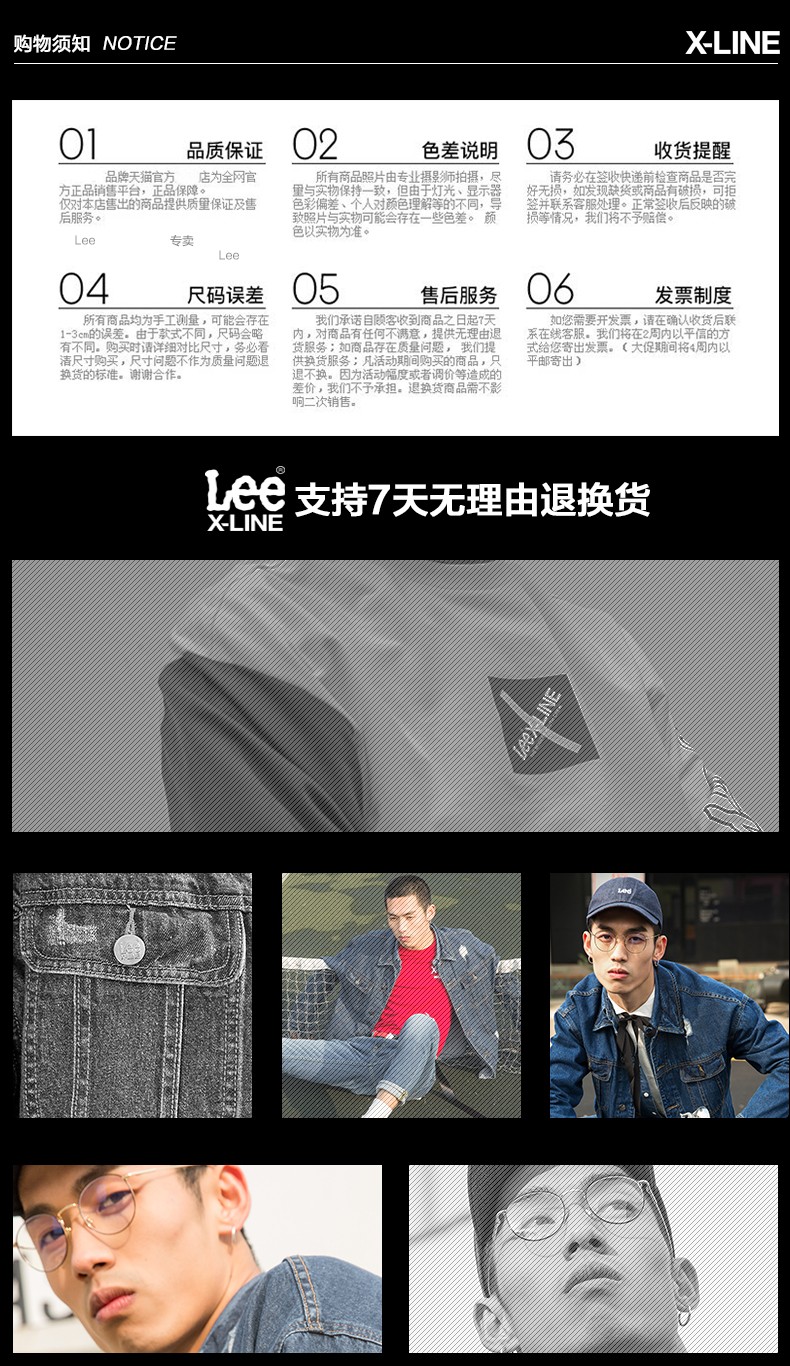 购物须知 NOTICE
X-LINE
01 品质保证
品牌天猫官方 店为全网官
方正品销售平台，正品保障。
仅对本店售出的商品提供质量保证及售
后服务。
Lee 专卖
Lee
02 色差说明
所有商品照片由专业摄影师拍摄，尽
量与实物保持一致，但由于灯光、显示器
色彩偏差、个人对颜色理解等的不同，导
致照片与实物可能会存在一些色差。 颜
色以实物为准。
03 收货提醒
请务必在签收快递前检查商品是否完
好无损，如发现缺货或商品有破损，可拒
签并联系客服处理。正常签收后反映的破
损等情况，我们将不予赔偿。
04 尺码误差
所有商品均为手工测量，可能会存在
1-3cm的误差。由于款式不同，尺码会略
有不同。购买时请详细对比尺寸，务必看
清尺寸购买，尺寸问题不作为质量问题退
换货的标准。谢谢合作。
05 售后服务
我们承诺自顾客收到商品之日起7天
内，对商品有任何不满意，提供无理由退
货服务；如商品存在质量问题， 我们提
供换货服务；凡活动期间购买的商品，只
退不换。因为活动幅度或者调价等造成的
差价，我们不予承担。退换货商品需不影
响二次销售。
06 发票制度
如您需要开发票，请在确认收货后联
系在线客服。我们将在2周内以平信的方
式给您寄出发票。（大促期间将4周内以
平邮寄出）
Lee® 支持7天无理由退换货
X-LINE
Lee X-LINE
Lee